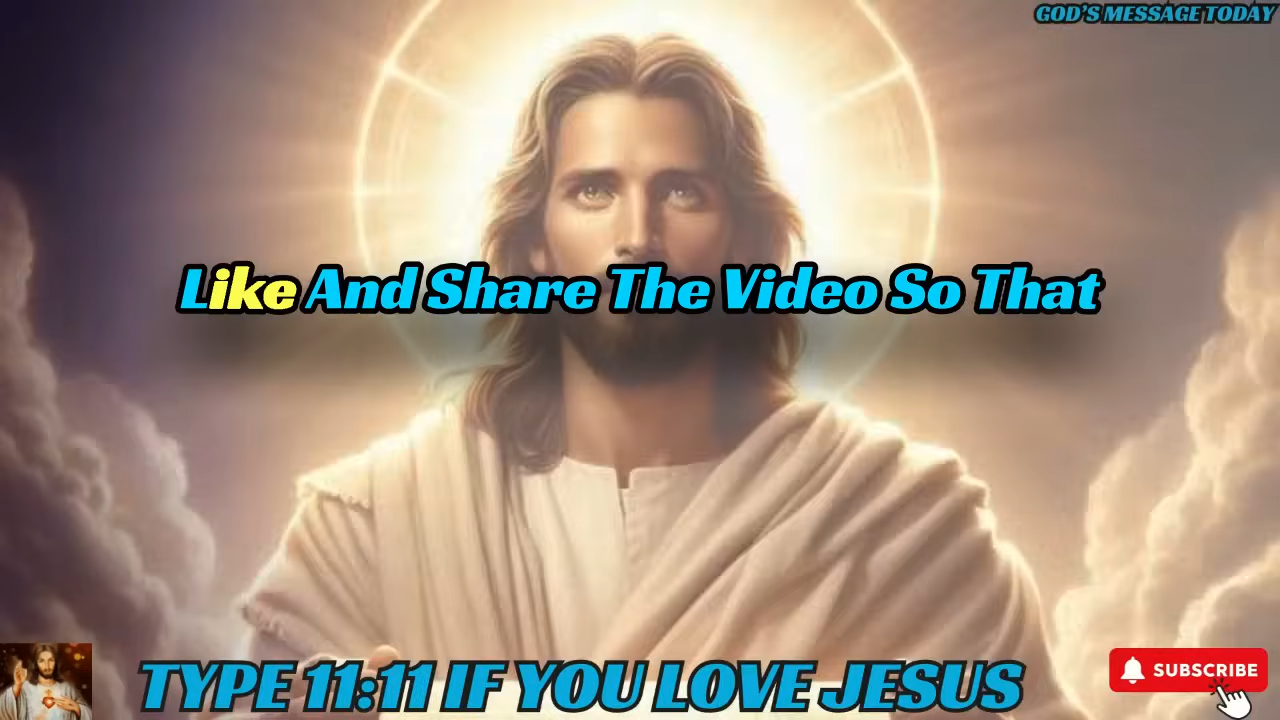 GOD'S MESSAGE TODAY
Like And Share The Video So That
TYPE 11:11 IF YOU LOVE JESUS
SUBSCRIBE